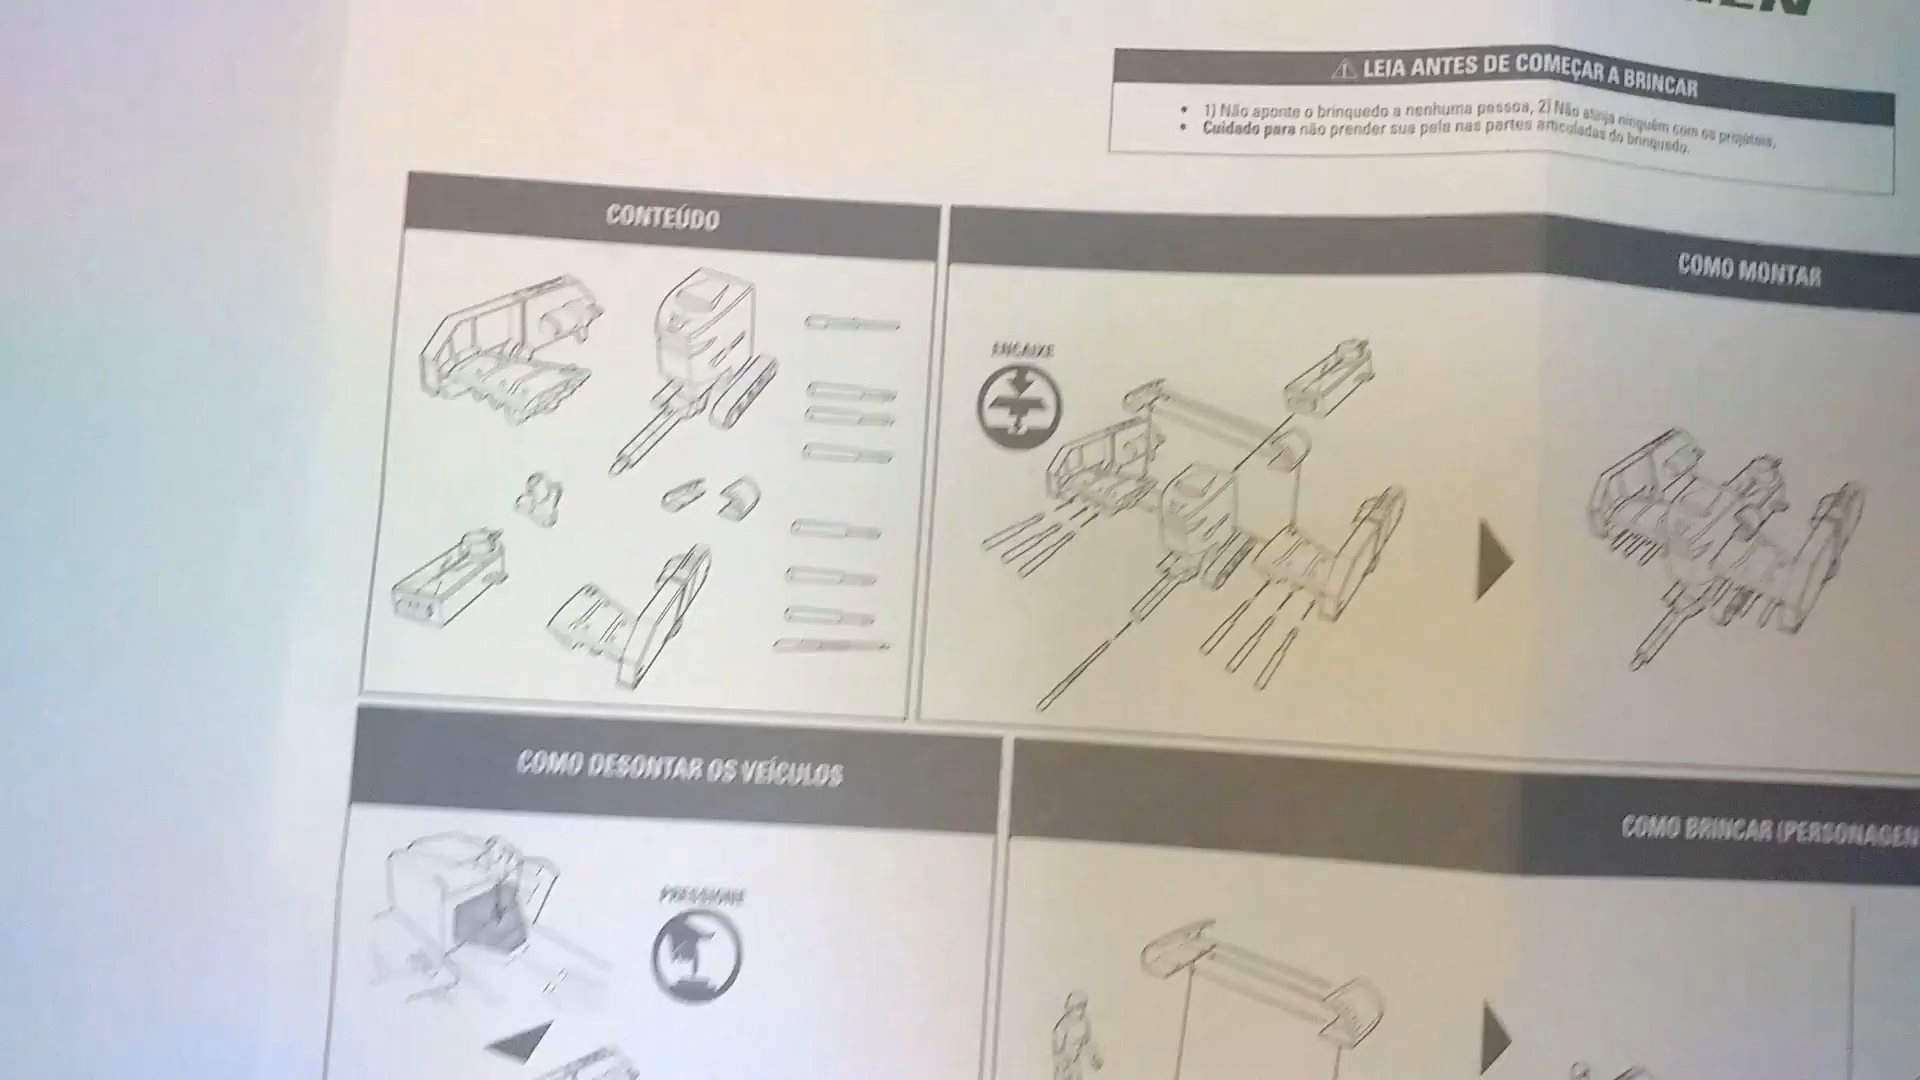 LEIA ANTES DE COMEÇAR A BRINCAR
• 1) Não aponte o brinquedo a nenhuma pessoa, 2) Não atinja ninguém com os projéteis,
• Cuidado para não prender sua pele nas partes articuladas do brinquedo.
CONTEÚDO
COMO MONTAR
ENCAIXE
COMO DESONTAR OS VEÍCULOS
COMO BRINCAR (PERSONAGEN
PRESSIONE